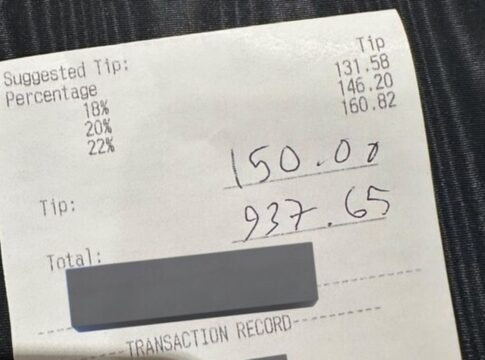 Suggested Tip:
Percentage Tip
18% 131.58
20% 146.20
22% 160.82
Tip: 150.00
Total: 937.65
TRANSACTION RECORD